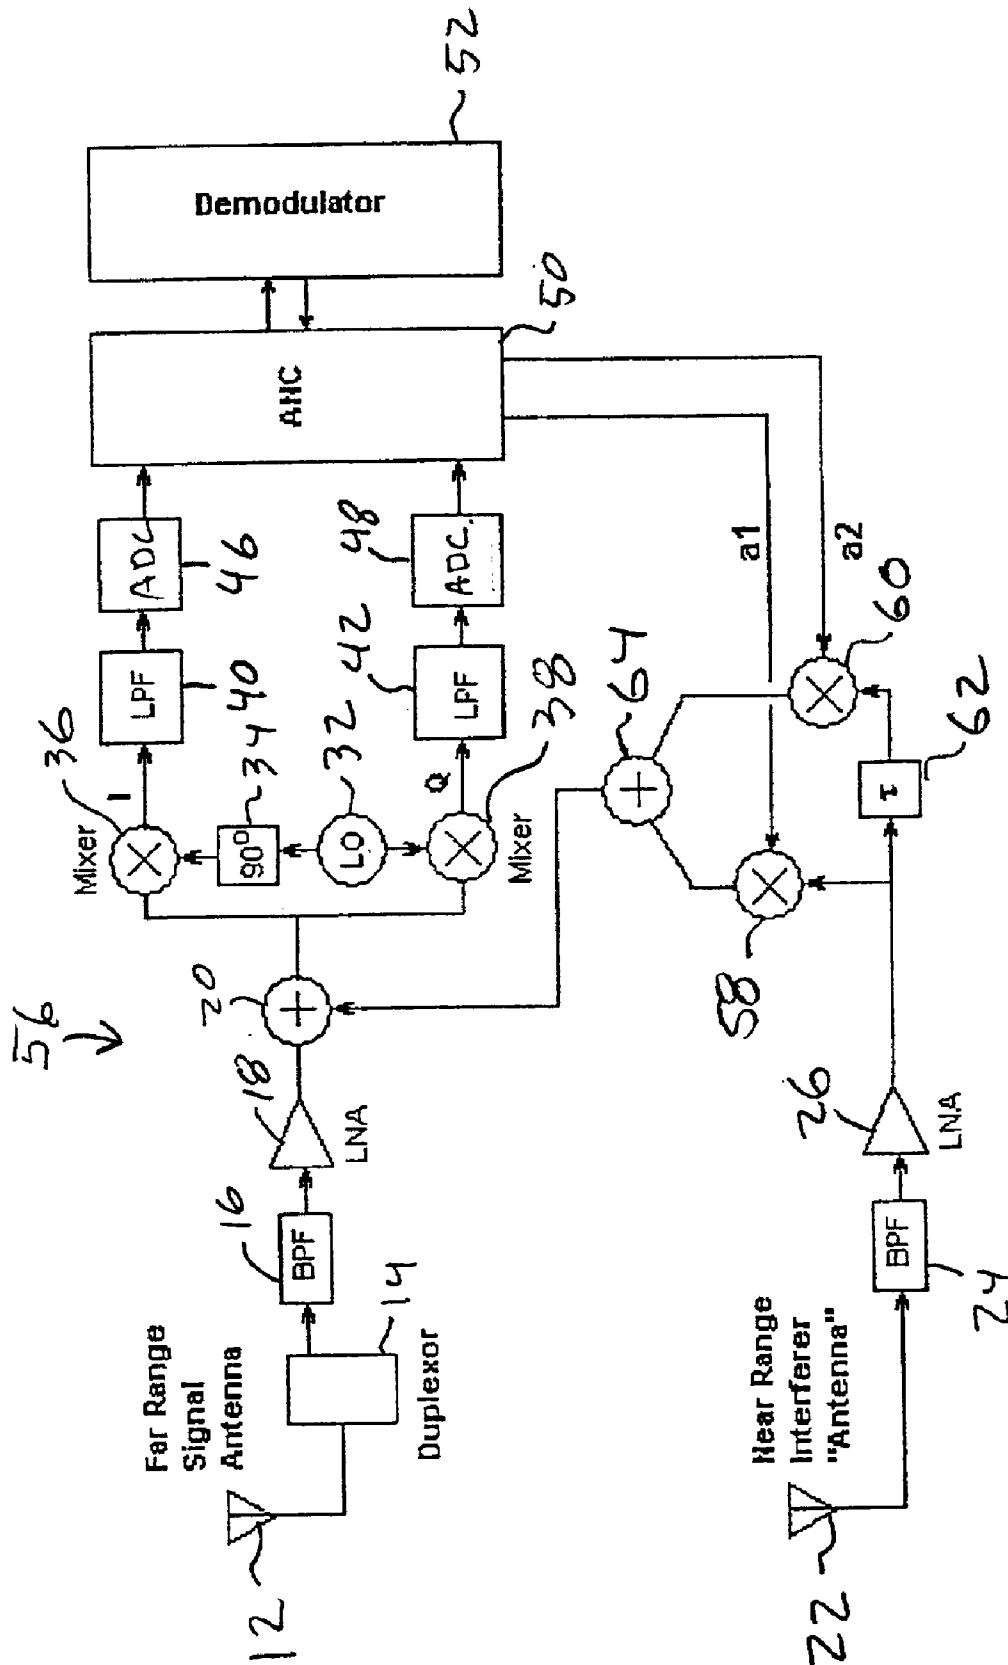 56
Far Range
Signal
Antenna
12
14
Duplexor
16
BPF
18
LNA
20
Mixer
36
I
LPF
40
ADC
46
90°
34
LO
32
Q
Mixer
38
LPF
42
ADC.
48
ANC
50
Demodulator
52
Near Range
Interferer
"Antenna"
22
BPF
24
26
LNA
58
64
a1
a2
60
τ
62